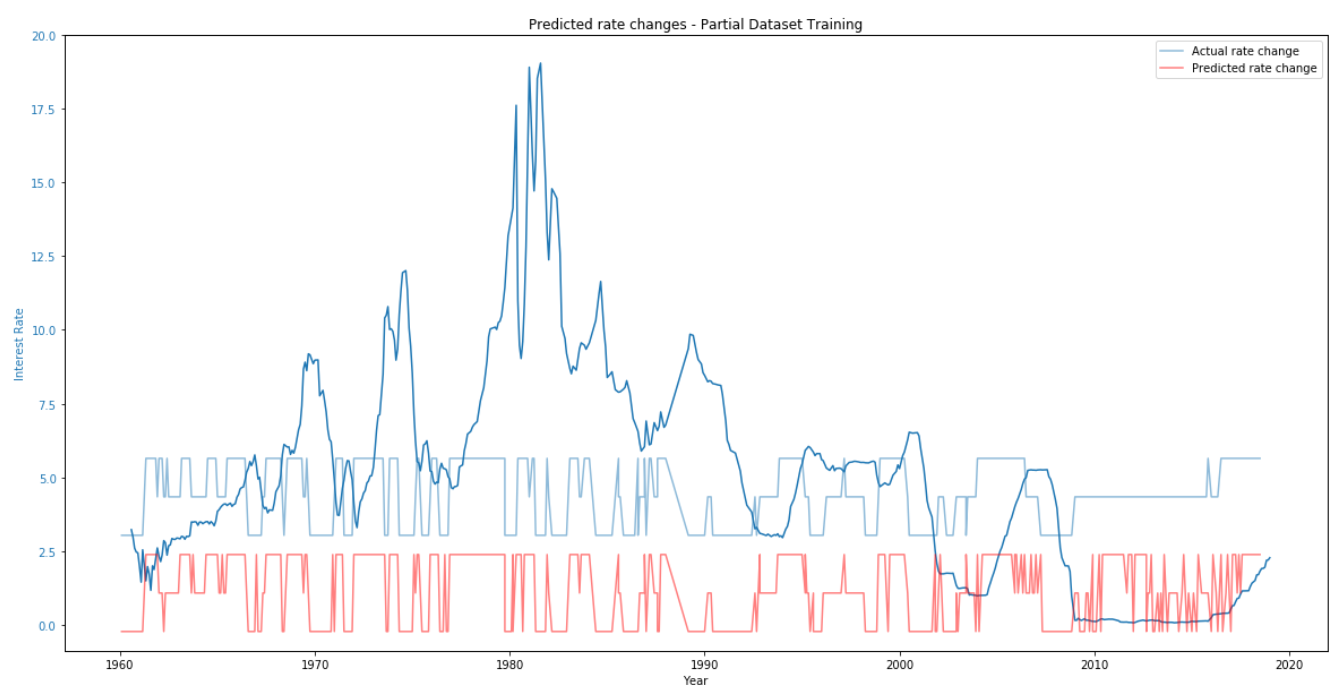 Predicted rate changes - Partial Dataset Training
Actual rate change
Predicted rate change
20.0
17.5
15.0
12.5
10.0
7.5
5.0
2.5
0.0
Interest Rate
1960 1970 1980 1990 2000 2010 2020
Year